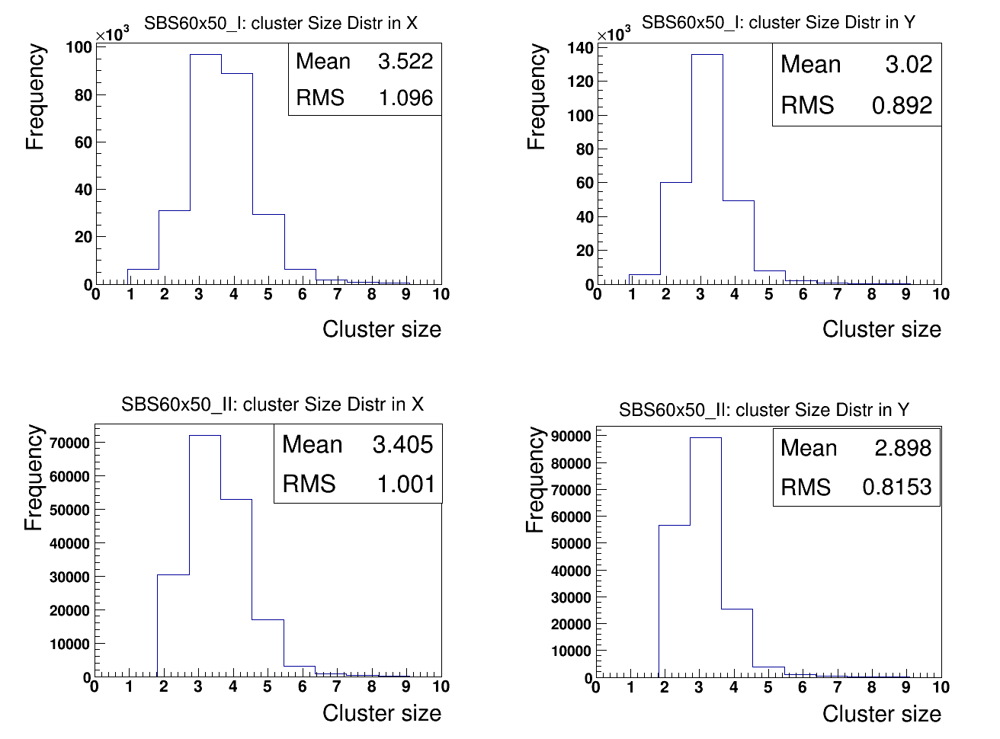 SBS60x50_I: cluster Size Distr in X
×10³
Frequency
Mean 3.522
RMS 1.096
100
80
60
40
20
0
0 1 2 3 4 5 6 7 8 9 10
Cluster size
SBS60x50_I: cluster Size Distr in Y
×10³
Frequency
Mean 3.02
RMS 0.892
140
120
100
80
60
40
20
0
0 1 2 3 4 5 6 7 8 9 10
Cluster size
SBS60x50_II: cluster Size Distr in X
Frequency
Mean 3.405
RMS 1.001
70000
60000
50000
40000
30000
20000
10000
0
0 1 2 3 4 5 6 7 8 9 10
Cluster size
SBS60x50_II: cluster Size Distr in Y
Frequency
Mean 2.898
RMS 0.8153
90000
80000
70000
60000
50000
40000
30000
20000
10000
0
0 1 2 3 4 5 6 7 8 9 10
Cluster size